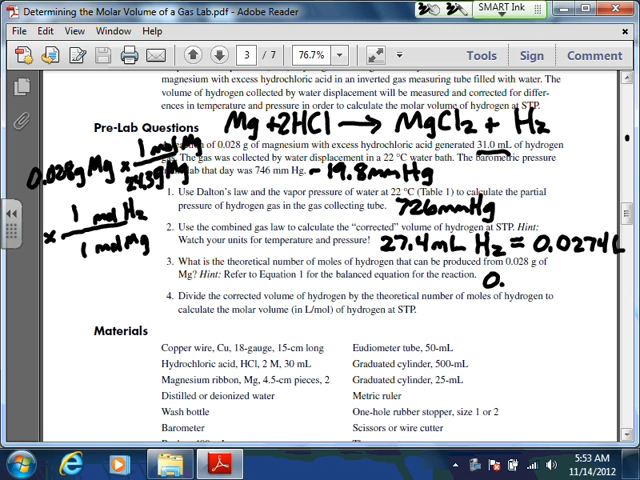 Determining the Molar Volume of a Gas Lab.pdf - Adobe Reader
SMART Ink
File Edit View Window Help
3 / 7 76.7% Tools Sign Comment
magnesium with excess hydrochloric acid in an inverted gas measuring tube filled with water. The
volume of hydrogen collected by water displacement will be measured and corrected for differ-
ences in temperature and pressure in order to calculate the molar volume of hydrogen at STP.
Pre-Lab Questions
Mg + 2HCl → MgCl2 + H2
of 0.028 g of magnesium with excess hydrochloric acid generated 31.0 mL of hydrogen
gas. The gas was collected by water displacement in a 22 °C water bath. The barometric pressure
lab that day was 746 mm Hg. - 19.8mmHg
0.028g Mg × 1 mol Mg
24.3g Mg
× 1 mol H2
1 mol Mg
1. Use Dalton's law and the vapor pressure of water at 22 °C (Table 1) to calculate the partial
pressure of hydrogen gas in the gas collecting tube. 726mmHg
2. Use the combined gas law to calculate the “corrected” volume of hydrogen at STP. Hint:
Watch your units for temperature and pressure! 27.4mL H2 = 0.0274L
3. What is the theoretical number of moles of hydrogen that can be produced from 0.028 g of
Mg? Hint: Refer to Equation 1 for the balanced equation for the reaction. 0.
4. Divide the corrected volume of hydrogen by the theoretical number of moles of hydrogen to
calculate the molar volume (in L/mol) of hydrogen at STP.
Materials
Copper wire, Cu, 18-gauge, 15-cm long Eudiometer tube, 50-mL
Hydrochloric acid, HCl, 2 M, 30 mL Graduated cylinder, 500-mL
Magnesium ribbon, Mg, 4.5-cm pieces, 2 Graduated cylinder, 25-mL
Distilled or deionized water Metric ruler
Wash bottle One-hole rubber stopper, size 1 or 2
Barometer Scissors or wire cutter
5:53 AM
11/14/2012